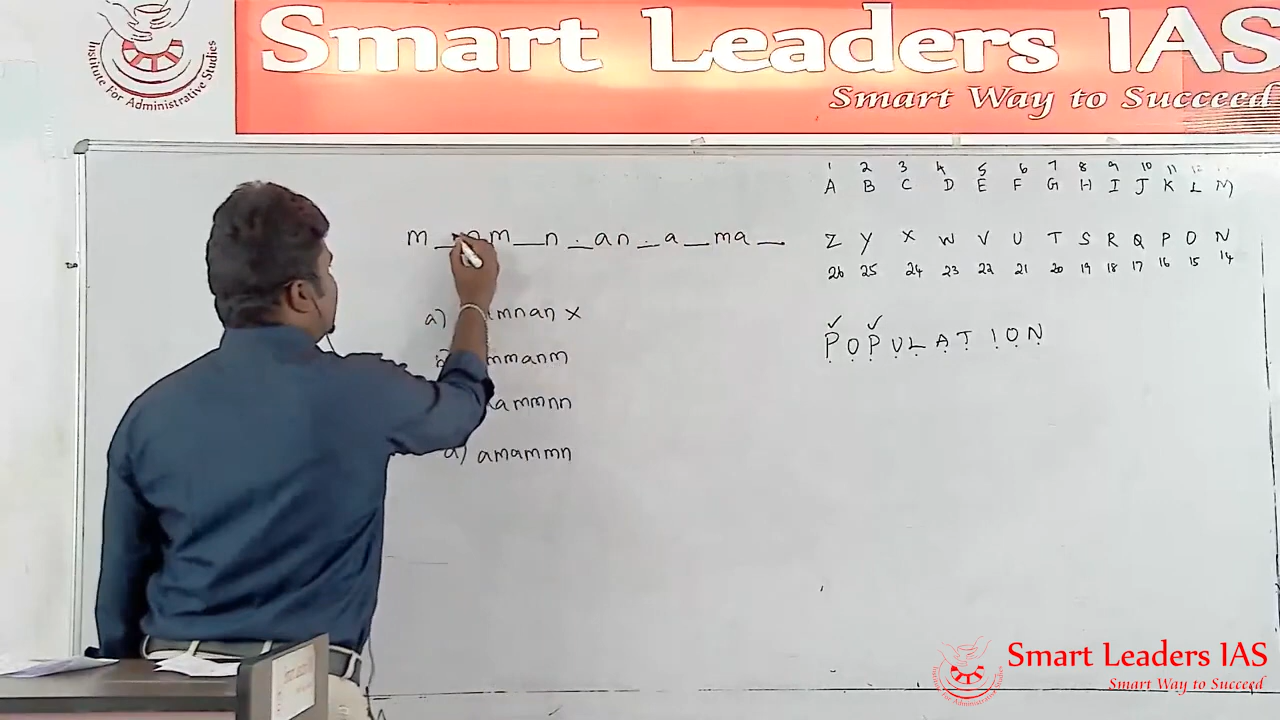 Smart Leaders IAS
Smart Way to Succeed
Institute For Administrative Studies
1 2 3 4 5 6 7 8 9 10 11
A B C D E F G H I J K L M
m _ n m _ n _ an _ a _ ma _
Z Y X W V U T S R Q P O N
26 25 24 23 22 21 20 19 18 17 16 15 14
a) mnan x
mmanm
ammnn
d) amammn
POPULATION
Smart Leaders IAS
Smart Way to Succeed